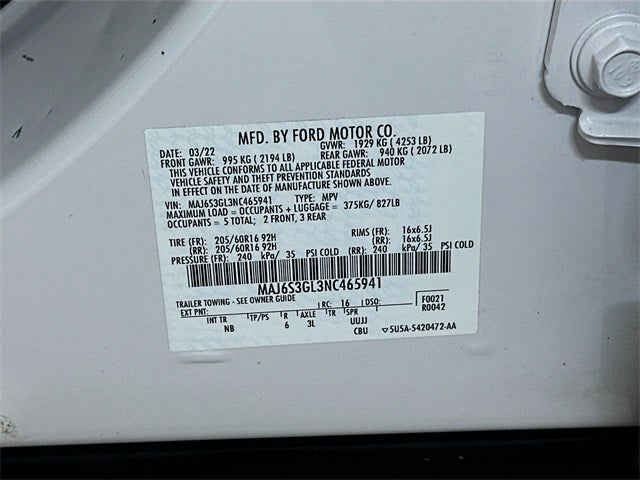 MFD. BY FORD MOTOR CO.
DATE: 03/22 GVWR: 1929 KG ( 4253 LB)
FRONT GAWR: 995 KG ( 2194 LB) REAR GAWR: 940 KG ( 2072 LB)
THIS VEHICLE CONFORMS TO ALL APPLICABLE FEDERAL MOTOR
VEHICLE SAFETY AND THEFT PREVENTION STANDARDS
IN EFFECT ON THE DATE OF MANUFACTURE SHOWN ABOVE.
VIN: MAJ6S3GL3NC465941 TYPE: MPV
MAXIMUM LOAD = OCCUPANTS + LUGGAGE = 375KG/ 827LB
OCCUPANTS = 5 TOTAL; 2 FRONT, 3 REAR
TIRE (FR): 205/60R16 92H RIMS (FR): 16x6.5J
(RR): 205/60R16 92H (RR): 16x6.5J
PRESSURE (FR): 240 kPa/ 35 PSI COLD (RR): 240 kPa/ 35 PSI COLD
MAJ6S3GL3NC465941
TRAILER TOWING - SEE OWNER GUIDE
EXT PNT: RC: 16 DSO: F0021
R0042
INT TR TP/PS R AXLE TR SPR
NB 6 3L UUJJ
CBU 5U5A-5420472-AA